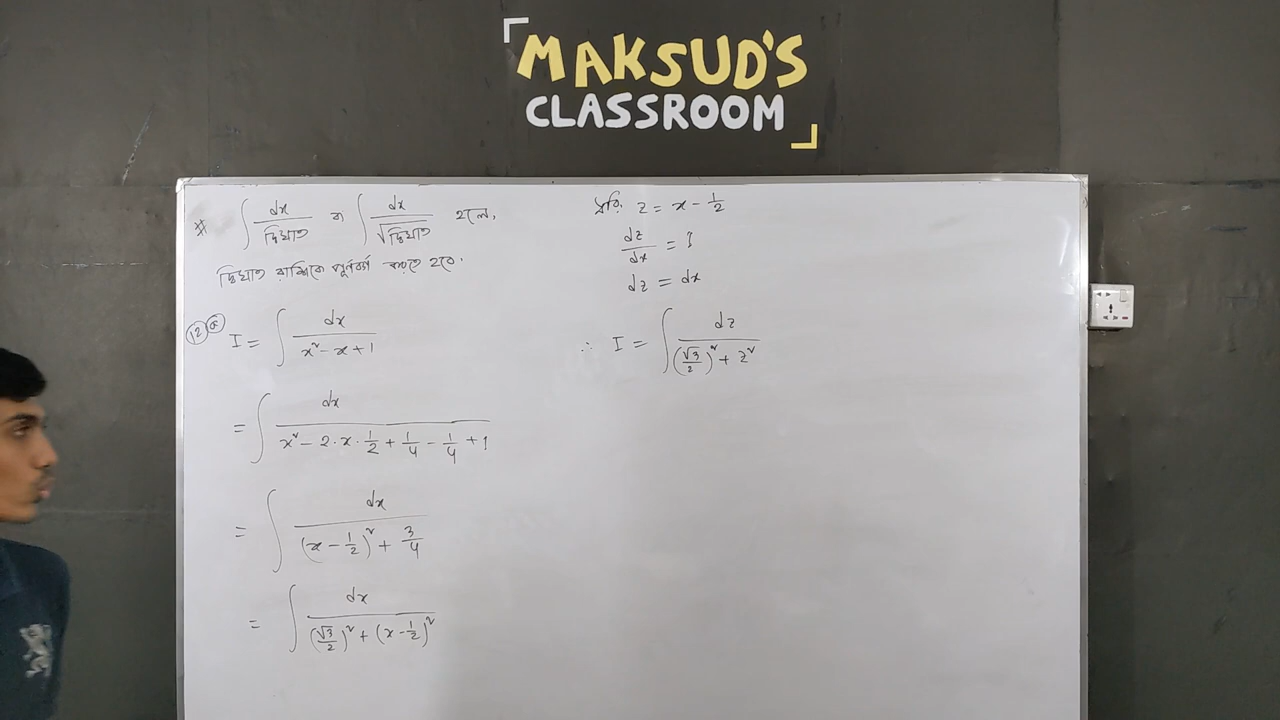 MAKSUD'S
CLASSROOM
* ∫ dx/দ্বিঘাত বা ∫ dx/√দ্বিঘাত হলে,
দ্বিঘাত রাশিকে পূর্ণবর্গ করতে হবে.
12 ক I = ∫ dx/(x² − x + 1)
= ∫ dx/(x² − 2·x·1/2 + 1/4 − 1/4 + 1)
= ∫ dx/((x − 1/2)² + 3/4)
= ∫ dx/((√3/2)² + (x − 1/2)²)
ধরি, z = x − 1/2
dz/dx = 1
dz = dx
∴ I = ∫ dz/((√3/2)² + z²)